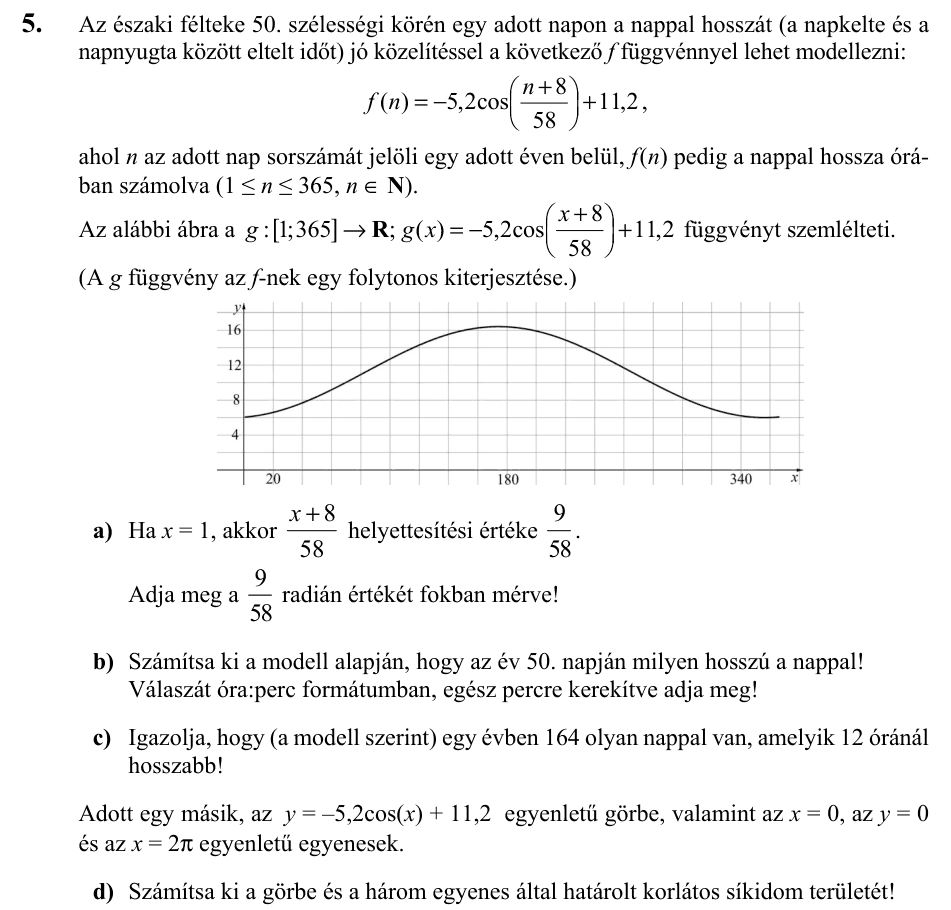 5. Az északi félteke 50. szélességi körén egy adott napon a nappal hosszát (a napkelte és a
napnyugta között eltelt időt) jó közelítéssel a következő f függvénnyel lehet modellezni:
f(n) = −5,2cos((n+8)/58) + 11,2 ,
ahol n az adott nap sorszámát jelöli egy adott éven belül, f(n) pedig a nappal hossza órá-
ban számolva (1 ≤ n ≤ 365, n ∈ N).
Az alábbi ábra a g : [1;365] → R; g(x) = −5,2cos((x+8)/58) + 11,2 függvényt szemlélteti.
(A g függvény az f-nek egy folytonos kiterjesztése.)
y
16
12
8
4
20 180 340 x
a) Ha x = 1, akkor (x+8)/58 helyettesítési értéke 9/58.
Adja meg a 9/58 radián értékét fokban mérve!
b) Számítsa ki a modell alapján, hogy az év 50. napján milyen hosszú a nappal!
Válaszát óra:perc formátumban, egész percre kerekítve adja meg!
c) Igazolja, hogy (a modell szerint) egy évben 164 olyan nappal van, amelyik 12 óránál
hosszabb!
Adott egy másik, az y = −5,2cos(x) + 11,2 egyenletű görbe, valamint az x = 0, az y = 0
és az x = 2π egyenletű egyenesek.
d) Számítsa ki a görbe és a három egyenes által határolt korlátos síkidom területét!